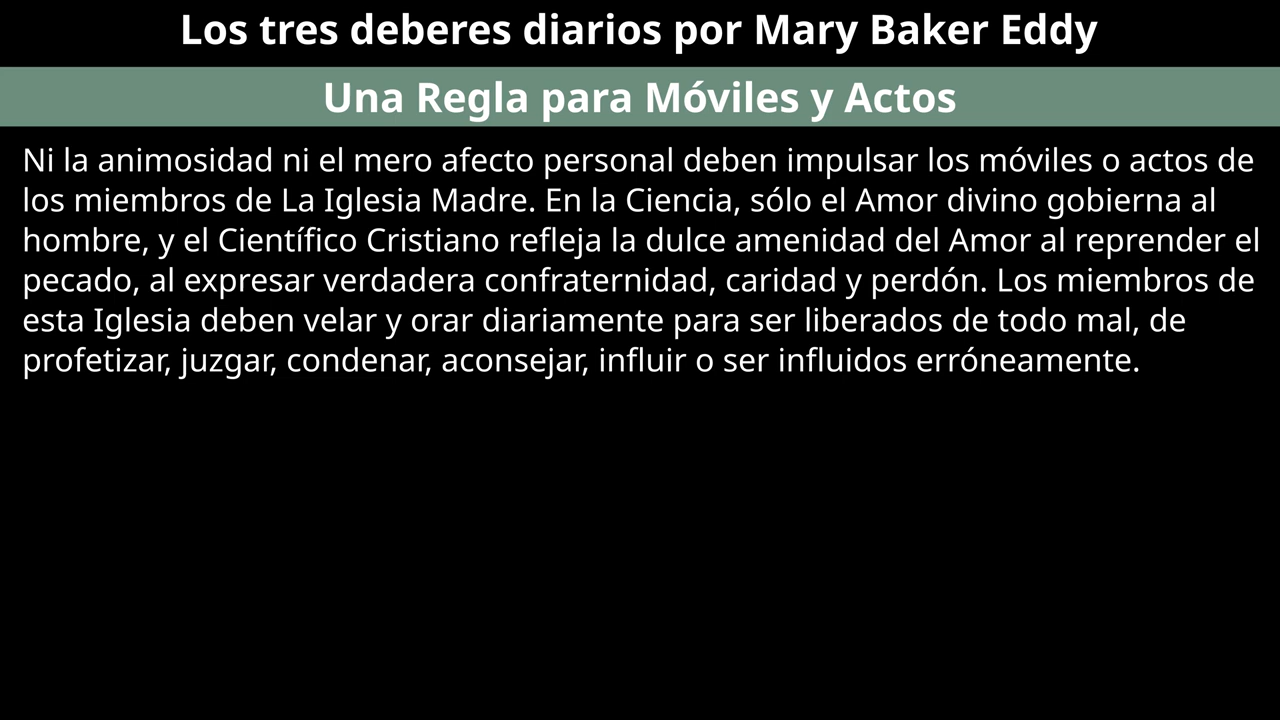 Los tres deberes diarios por Mary Baker Eddy
Una Regla para Móviles y Actos
Ni la animosidad ni el mero afecto personal deben impulsar los móviles o actos de
los miembros de La Iglesia Madre. En la Ciencia, sólo el Amor divino gobierna al
hombre, y el Científico Cristiano refleja la dulce amenidad del Amor al reprender el
pecado, al expresar verdadera confraternidad, caridad y perdón. Los miembros de
esta Iglesia deben velar y orar diariamente para ser liberados de todo mal, de
profetizar, juzgar, condenar, aconsejar, influir o ser influidos erróneamente.